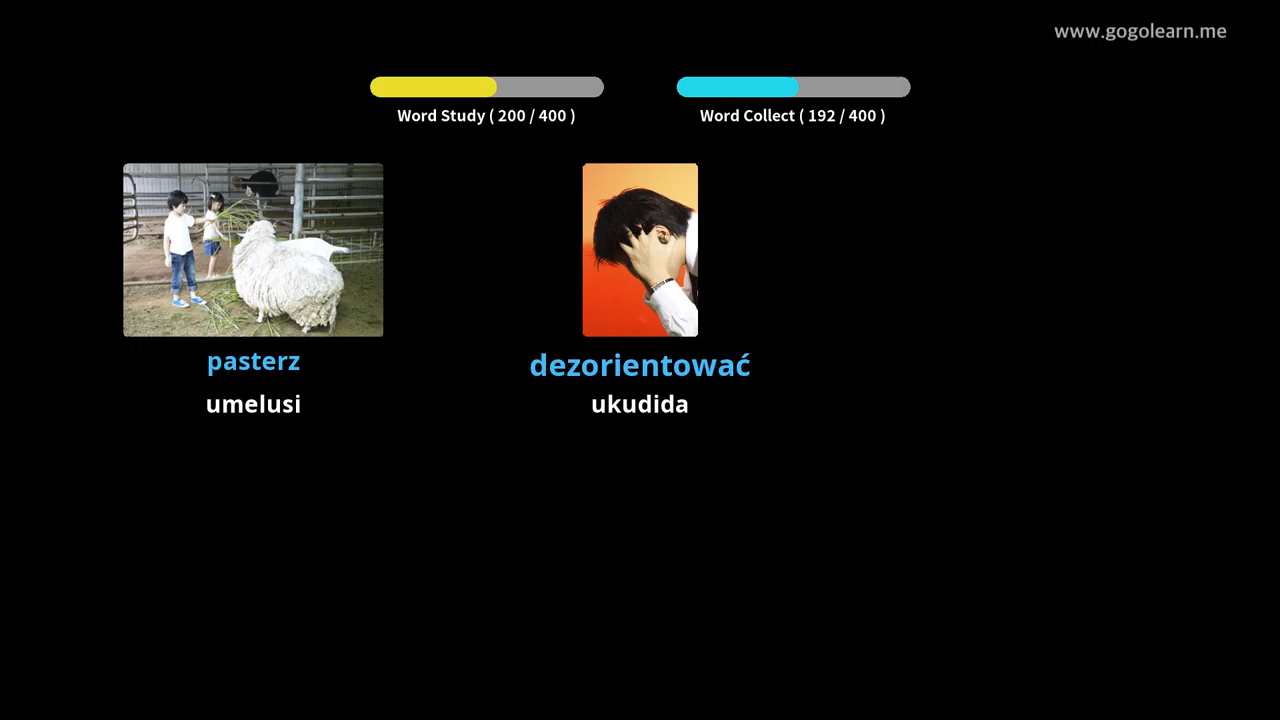 www.gogolearn.me
Word Study ( 200 / 400 )
Word Collect ( 192 / 400 )
pasterz
dezorientować
umelusi
ukudida